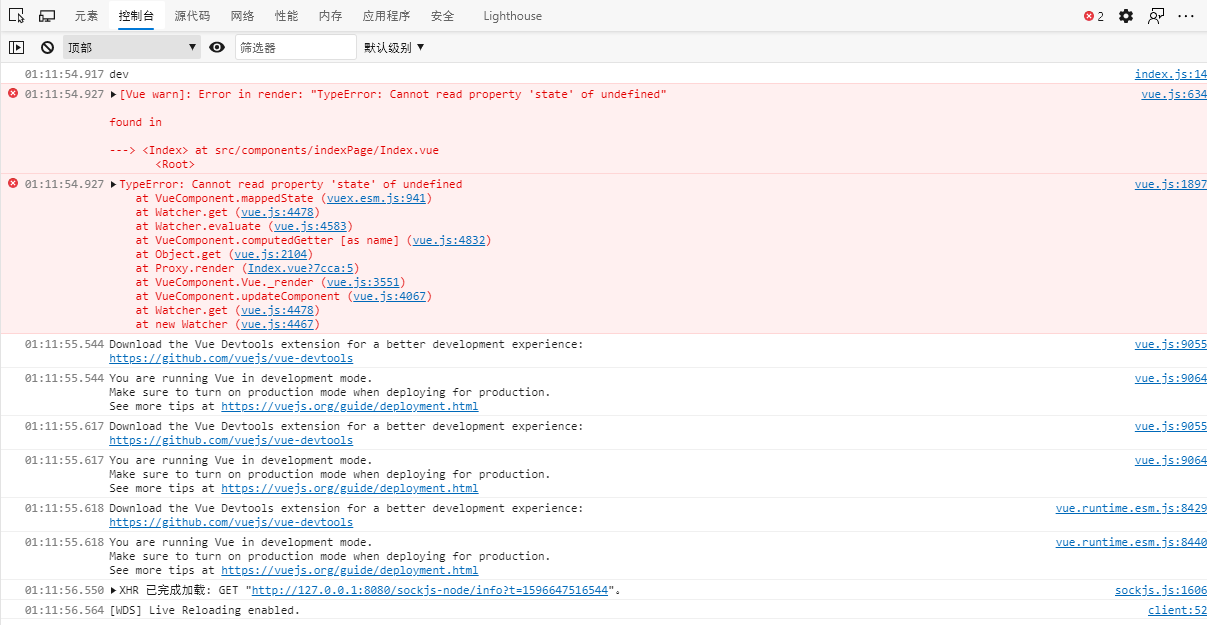 元素 控制台 源代码 网络 性能 内存 应用程序 安全 Lighthouse 2
顶部 ▼ 筛选器 默认级别 ▼
01:11:54.917 dev index.js:14
01:11:54.927 ▶[Vue warn]: Error in render: "TypeError: Cannot read property 'state' of undefined" vue.js:634
found in
---> <Index> at src/components/indexPage/Index.vue
<Root>
01:11:54.927 ▶TypeError: Cannot read property 'state' of undefined vue.js:1897
at VueComponent.mappedState (vuex.esm.js:941)
at Watcher.get (vue.js:4478)
at Watcher.evaluate (vue.js:4583)
at VueComponent.computedGetter [as name] (vue.js:4832)
at Object.get (vue.js:2104)
at Proxy.render (Index.vue?7cca:5)
at VueComponent.Vue._render (vue.js:3551)
at VueComponent.updateComponent (vue.js:4067)
at Watcher.get (vue.js:4478)
at new Watcher (vue.js:4467)
01:11:55.544 Download the Vue Devtools extension for a better development experience: vue.js:9055
https://github.com/vuejs/vue-devtools
01:11:55.544 You are running Vue in development mode. vue.js:9064
Make sure to turn on production mode when deploying for production.
See more tips at https://vuejs.org/guide/deployment.html
01:11:55.617 Download the Vue Devtools extension for a better development experience: vue.js:9055
https://github.com/vuejs/vue-devtools
01:11:55.617 You are running Vue in development mode. vue.js:9064
Make sure to turn on production mode when deploying for production.
See more tips at https://vuejs.org/guide/deployment.html
01:11:55.618 Download the Vue Devtools extension for a better development experience: vue.runtime.esm.js:8429
https://github.com/vuejs/vue-devtools
01:11:55.618 You are running Vue in development mode. vue.runtime.esm.js:8440
Make sure to turn on production mode when deploying for production.
See more tips at https://vuejs.org/guide/deployment.html
01:11:56.550 ▶XHR 已完成加载: GET "http://127.0.0.1:8080/sockjs-node/info?t=1596647516544"。 sockjs.js:1606
01:11:56.564 [WDS] Live Reloading enabled. client:52